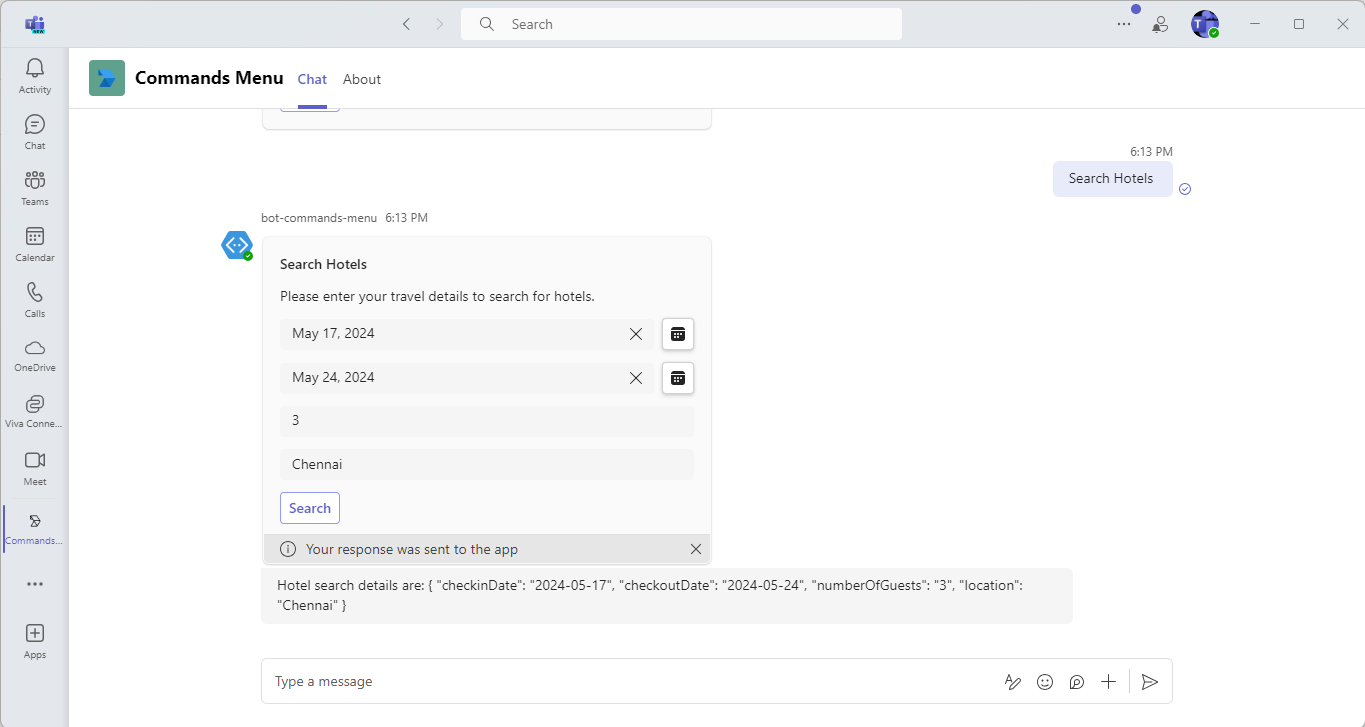 Search
NEW
T
Activity
Chat
Teams
Calendar
Calls
OneDrive
Viva Conne...
Meet
Commands...
Apps
Commands Menu
Chat
About
6:13 PM
Search Hotels
bot-commands-menu 6:13 PM
Search Hotels
Please enter your travel details to search for hotels.
May 17, 2024
May 24, 2024
3
Chennai
Search
Your response was sent to the app
Hotel search details are: { "checkinDate": "2024-05-17", "checkoutDate": "2024-05-24", "numberOfGuests": "3", "location":
"Chennai" }
Type a message